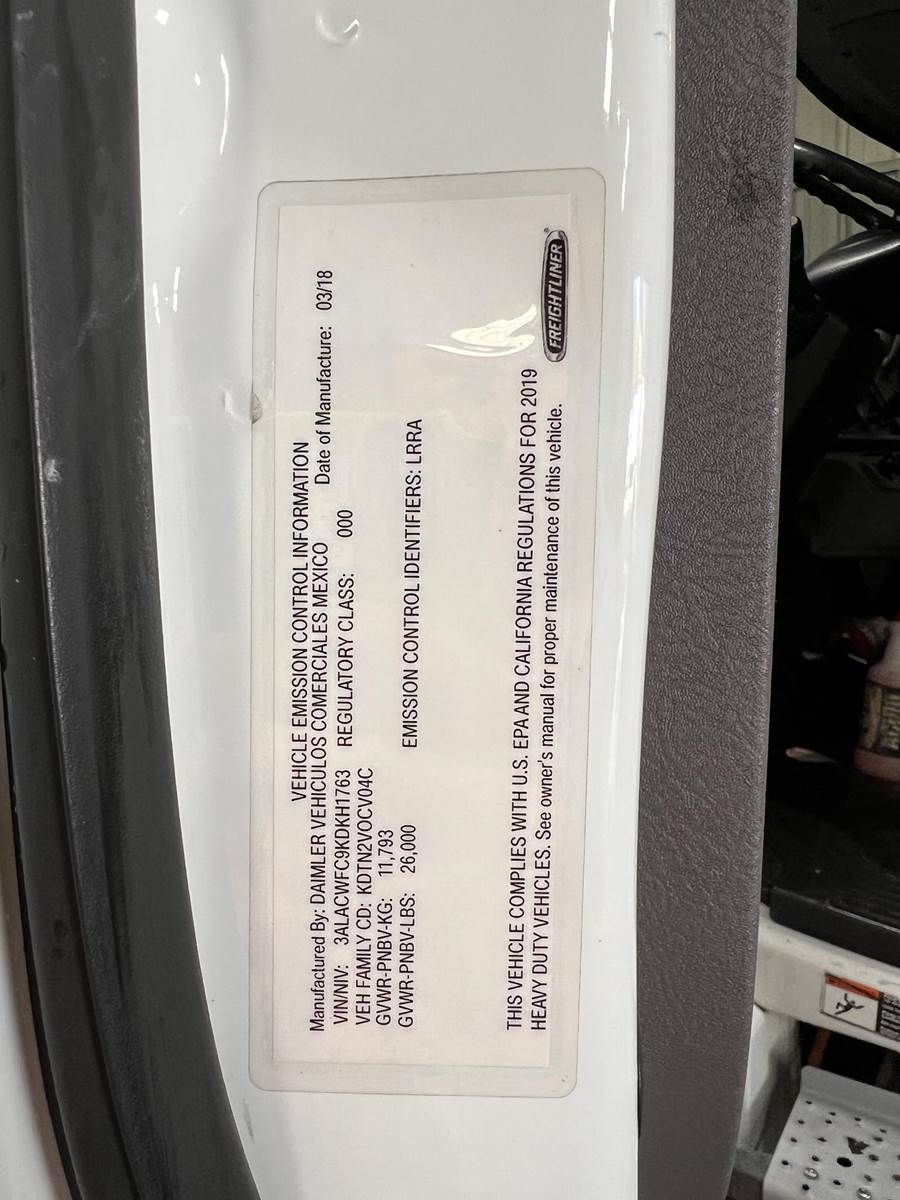 VEHICLE EMISSION CONTROL INFORMATION
Manufactured By: DAIMLER VEHICULOS COMERCIALES MEXICO Date of Manufacture: 03/18
VIN/NIV: 3ALACWFC9KDKH1763 REGULATORY CLASS: 000
VEH FAMILY CD: KDTN2VOCV04C
GVWR-PNBV-KG: 11,793
GVWR-PNBV-LBS: 26,000 EMISSION CONTROL IDENTIFIERS: LRRA
THIS VEHICLE COMPLIES WITH U.S. EPA AND CALIFORNIA REGULATIONS FOR 2019
HEAVY DUTY VEHICLES. See owner's manual for proper maintenance of this vehicle.
FREIGHTLINER